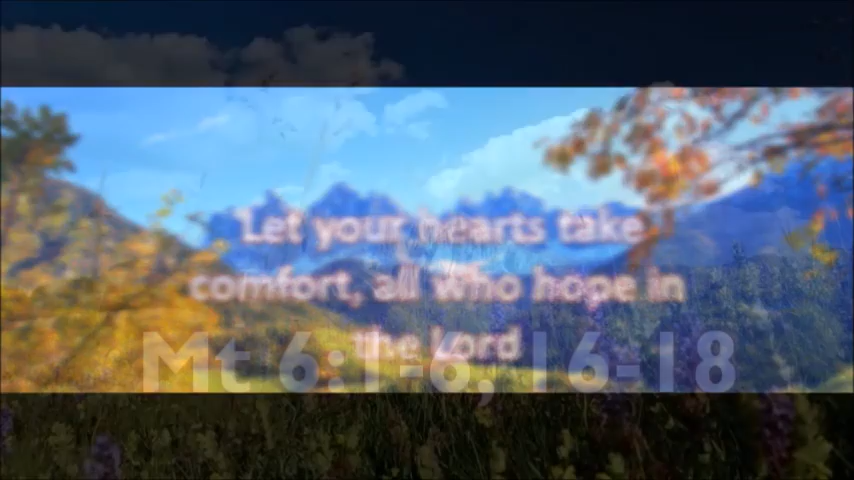 Let your hearts take
comfort, all who hope in
the Lord
Mt 6:1-6, 16-18